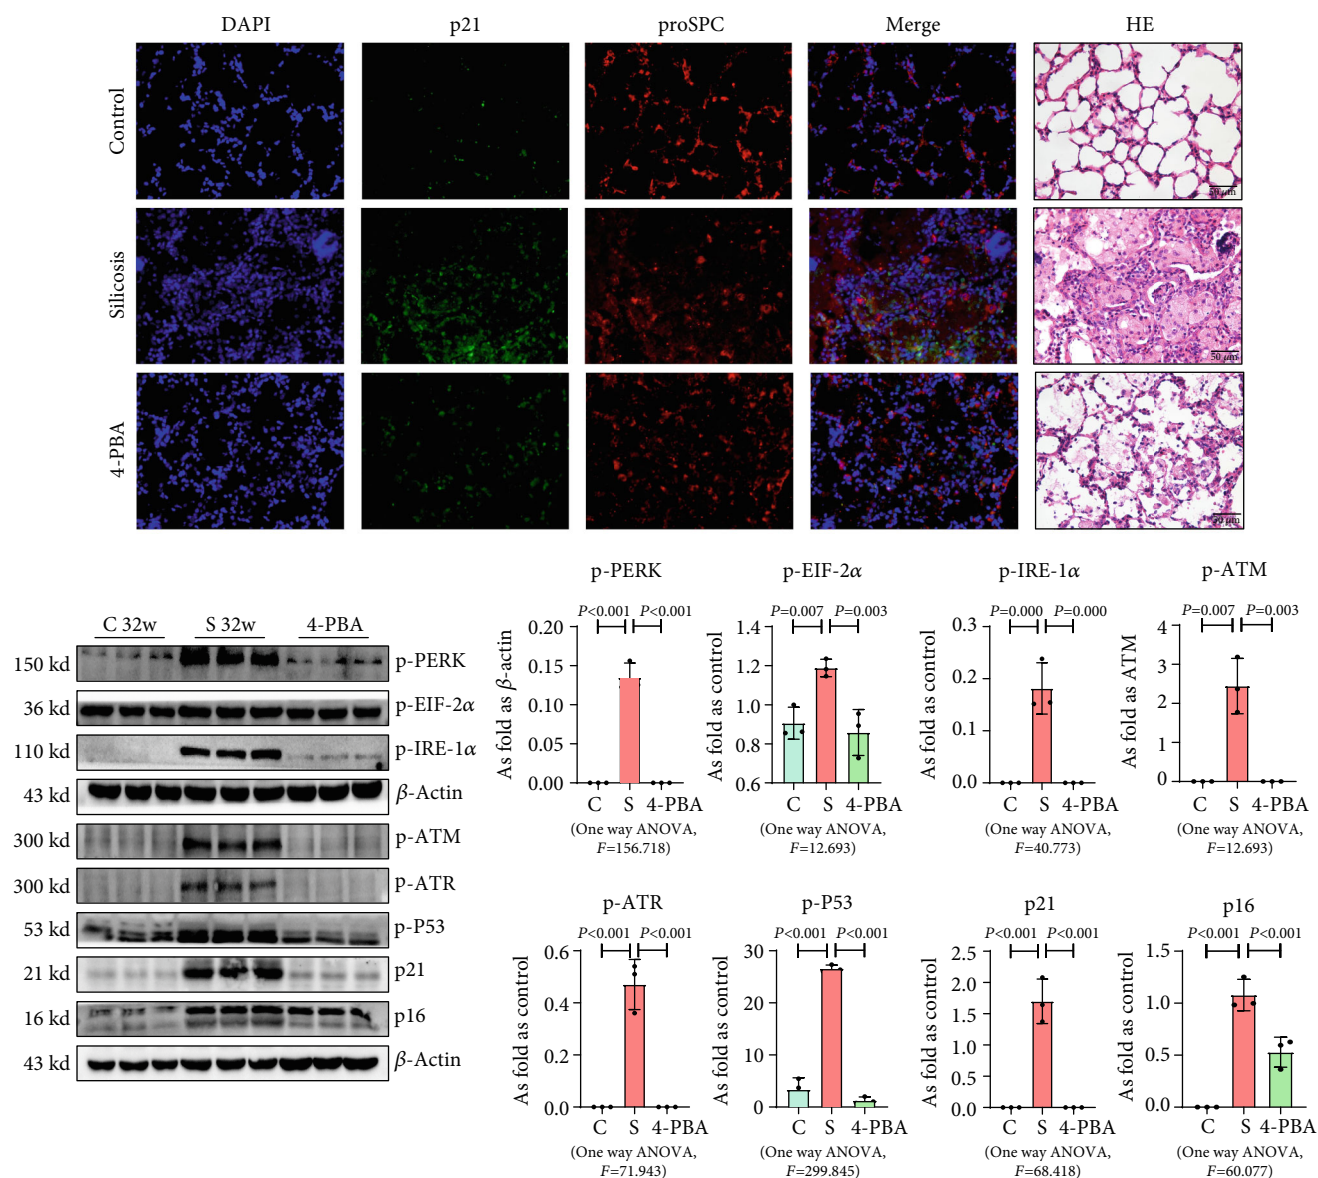 DAPI p21 proSPC Merge HE
Control
50 μm
Silicosis
50 μm
4-PBA
50 μm
C 32w S 32w 4-PBA
150 kd p-PERK
36 kd p-EIF-2α
110 kd p-IRE-1α
43 kd β-Actin
300 kd p-ATM
300 kd p-ATR
53 kd p-P53
21 kd p21
16 kd p16
43 kd β-Actin
p-PERK
P<0.001 P<0.001
As fold as β-actin
0.20
0.15
0.10
0.05
0.00
C S 4-PBA
(One way ANOVA,
F=156.718)
p-EIF-2α
P=0.007 P=0.003
As fold as control
1.4
1.2
1.0
0.8
0.6
C S 4-PBA
(One way ANOVA,
F=12.693)
p-IRE-1α
P=0.000 P=0.000
As fold as control
0.3
0.2
0.1
0.0
C S 4-PBA
(One way ANOVA,
F=40.773)
p-ATM
P=0.007 P=0.003
As fold as ATM
4
3
2
1
0
C S 4-PBA
(One way ANOVA,
F=12.693)
p-ATR
P<0.001 P<0.001
As fold as control
0.6
0.4
0.2
0.0
C S 4-PBA
(One way ANOVA,
F=71.943)
p-P53
P<0.001 P<0.001
As fold as control
30
20
10
0
C S 4-PBA
(One way ANOVA,
F=299.845)
p21
P<0.001 P<0.001
As fold as control
2.5
2.0
1.5
1.0
0.5
0.0
C S 4-PBA
(One way ANOVA,
F=68.418)
p16
P<0.001 P<0.001
As fold as control
1.5
1.0
0.5
0.0
C S 4-PBA
(One way ANOVA,
F=60.077)